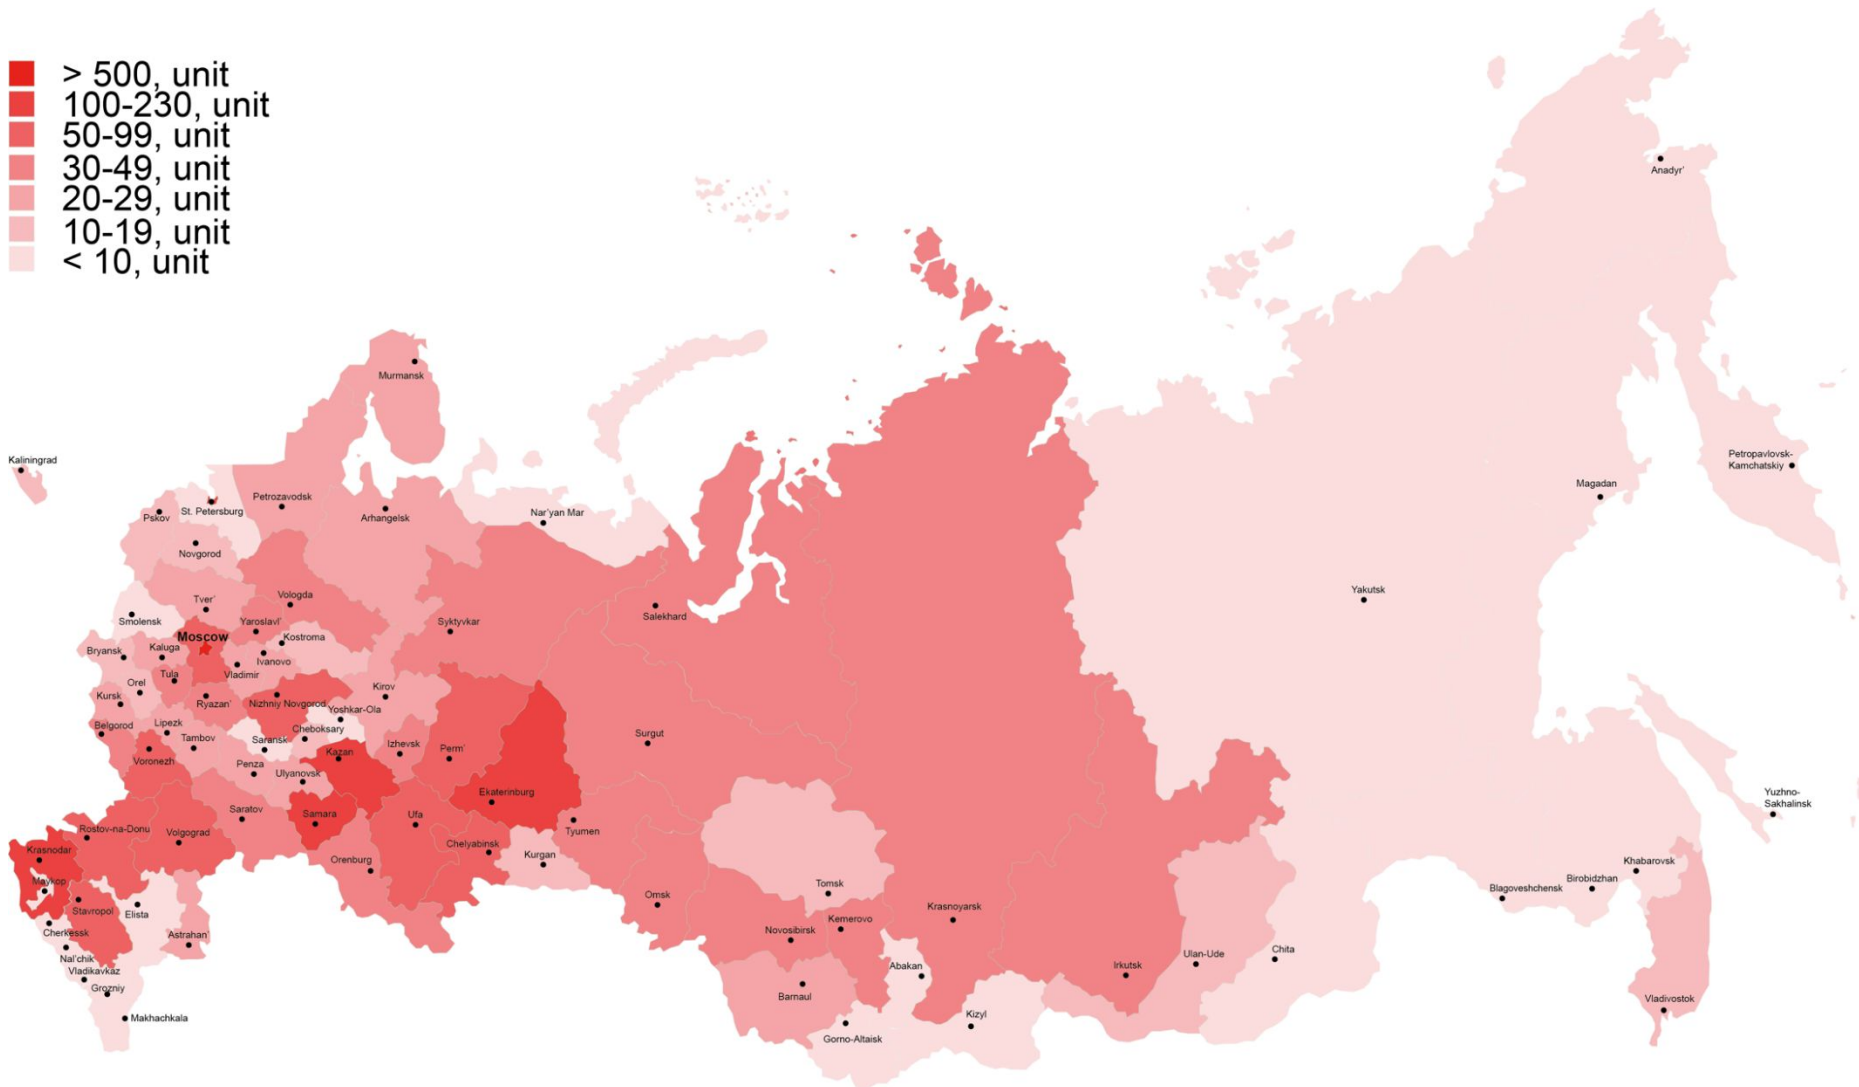 > 500, unit
100-230, unit
50-99, unit
30-49, unit
20-29, unit
10-19, unit
< 10, unit
Anadyr'
Murmansk
Kaliningrad
Petropavlovsk-
Kamchatskiy
Magadan
Petrozavodsk
Pskov
St. Petersburg
Arhangelsk
Nar'yan Mar
Novgorod
Yakutsk
Tver'
Vologda
Smolensk
Yaroslavl'
Salekhard
Syktyvkar
Moscow
Kostroma
Bryansk
Kaluga
Ivanovo
Vladimir
Tula
Orel
Kirov
Kursk
Ryazan'
Nizhniy Novgorod
Yoshkar-Ola
Belgorod
Lipezk
Cheboksary
Tambov
Saransk
Surgut
Izhevsk
Perm'
Kazan
Voronezh
Penza
Ulyanovsk
Ekaterinburg
Yuzhno-
Sakhalinsk
Saratov
Samara
Ufa
Rostov-na-Donu
Volgograd
Tyumen
Chelyabinsk
Krasnodar
Orenburg
Kurgan
Khabarovsk
Birobidzhan
Blagoveshchensk
Maykop
Tomsk
Omsk
Stavropol
Elista
Krasnoyarsk
Kemerovo
Cherkessk
Astrahan'
Novosibirsk
Nal'chik
Chita
Ulan-Ude
Abakan
Irkutsk
Vladikavkaz
Grozniy
Barnaul
Vladivostok
Makhachkala
Kizyl
Gorno-Altaisk